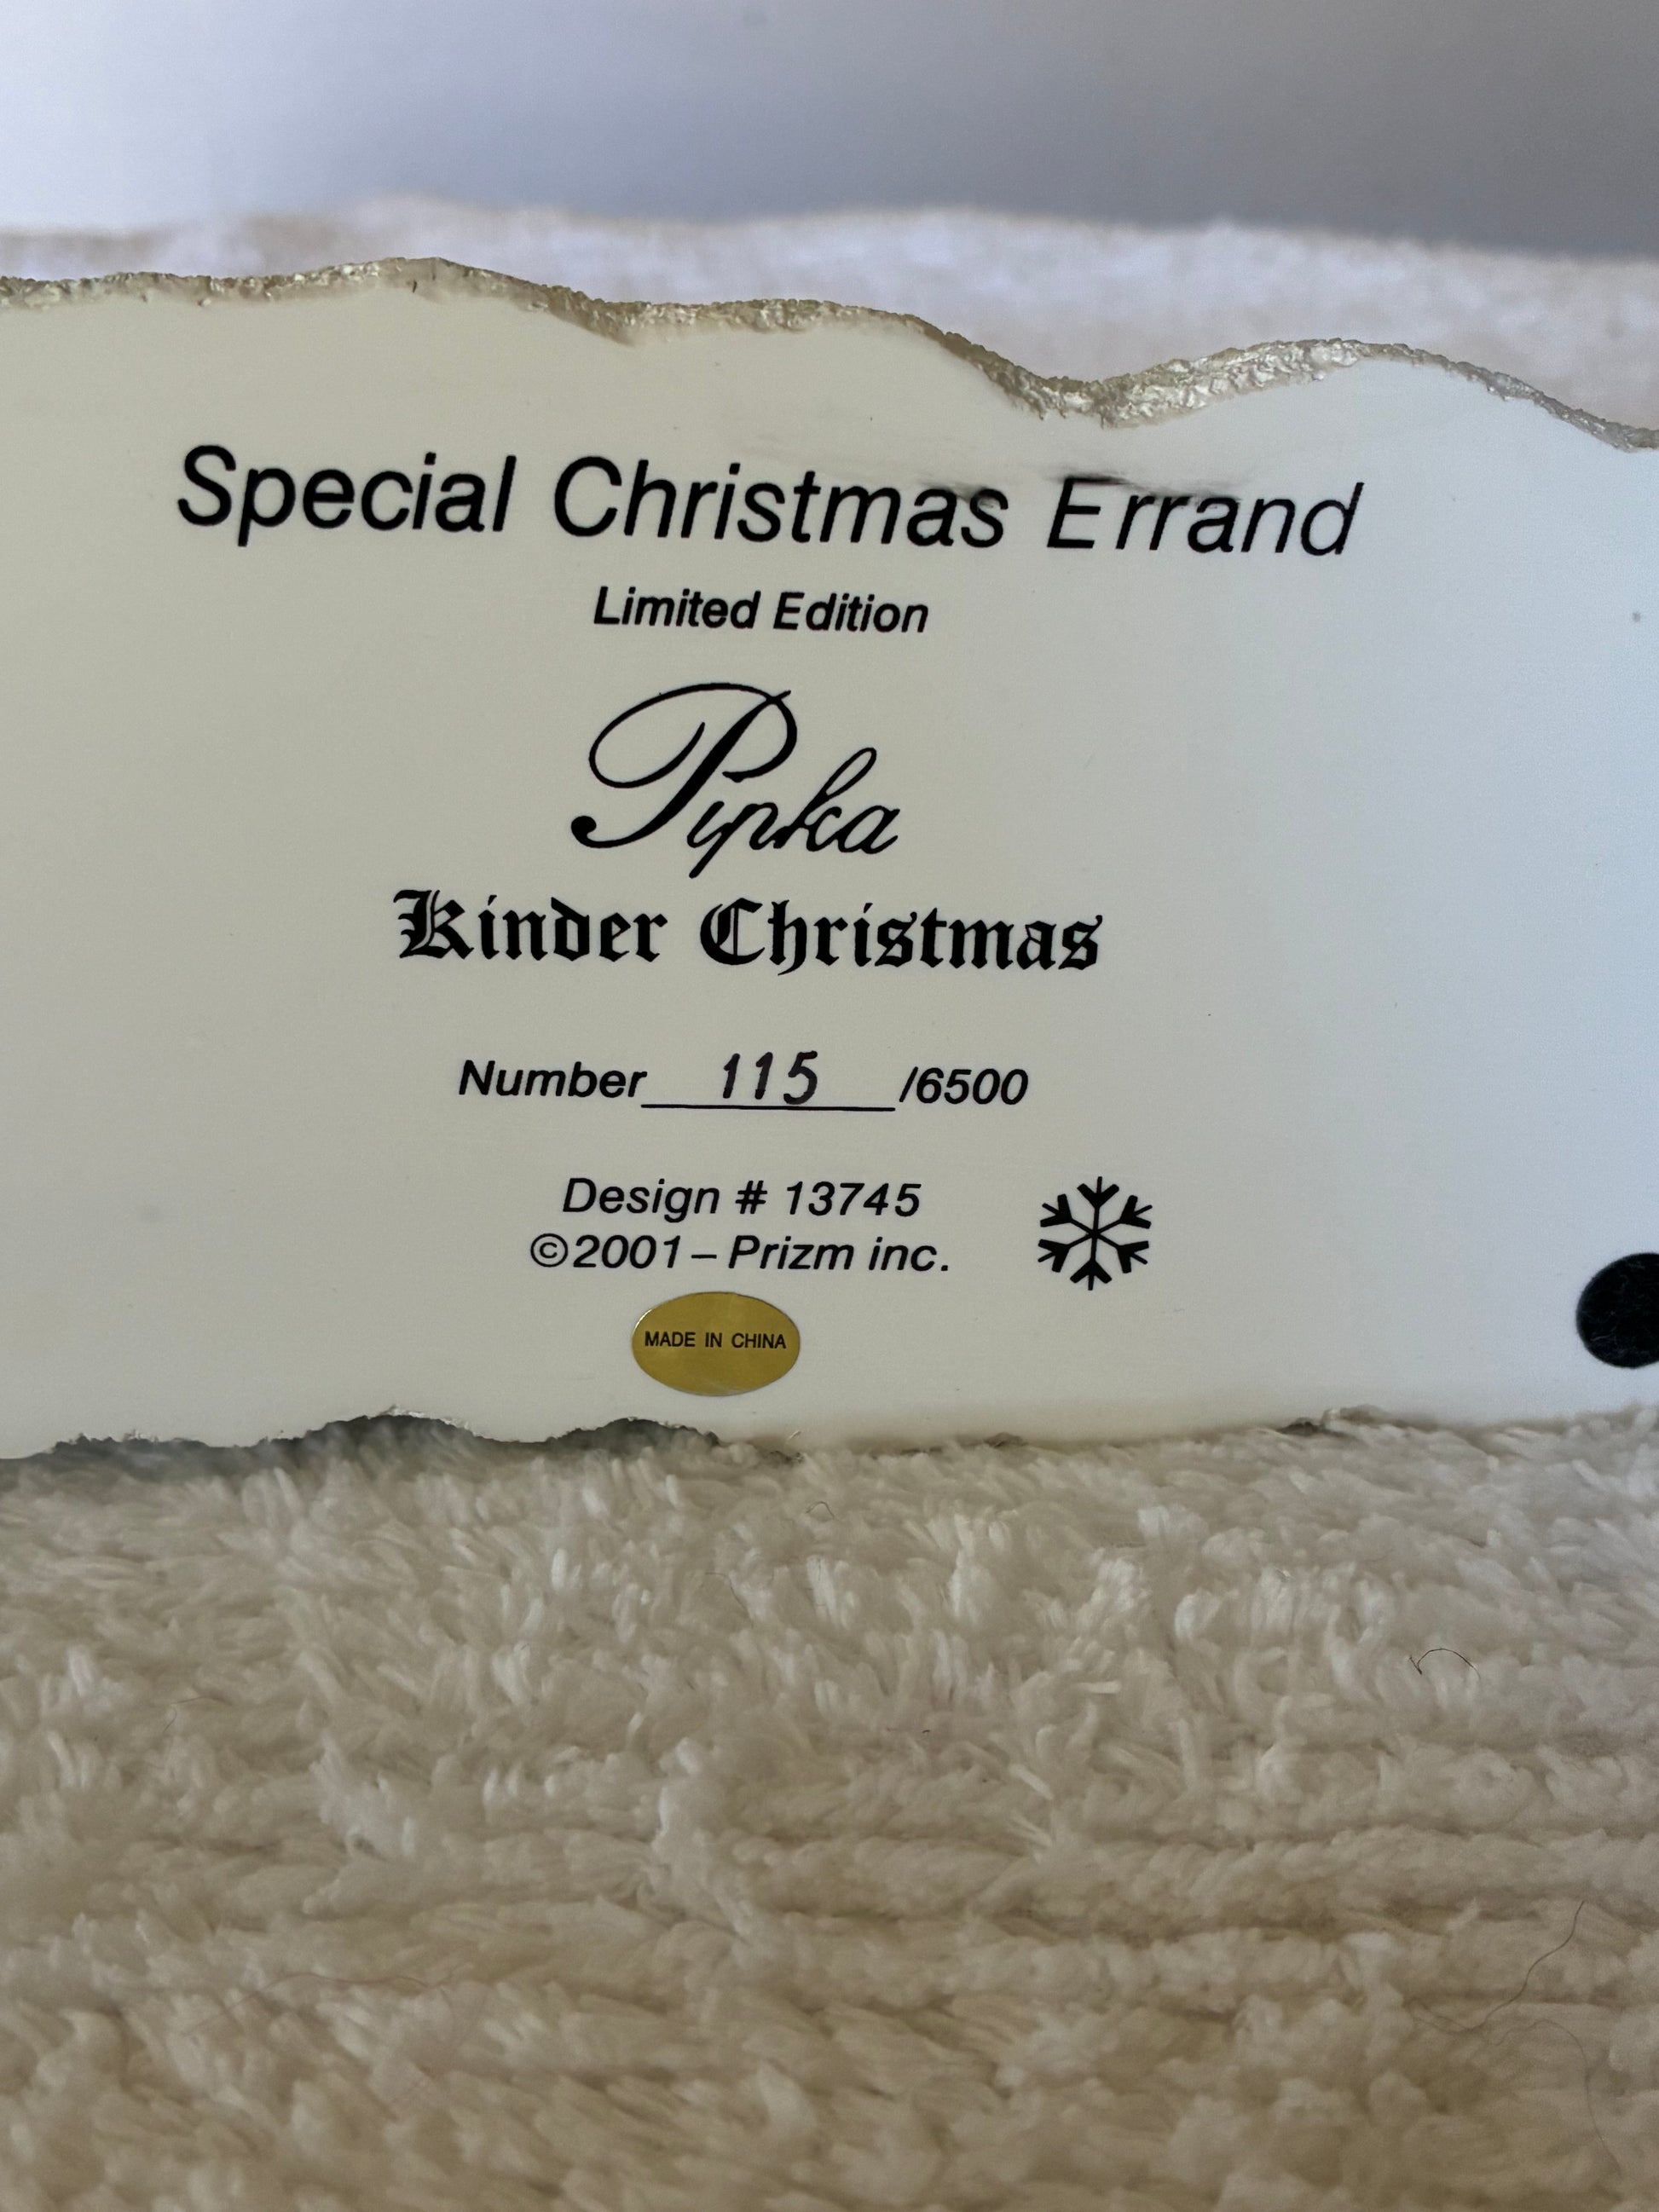 Special Christmas Errand
Limited Edition
Pipka
Kinder Christmas
Number 115 /6500
Design # 13745
©2001–Prizm inc.
MADE IN CHINA